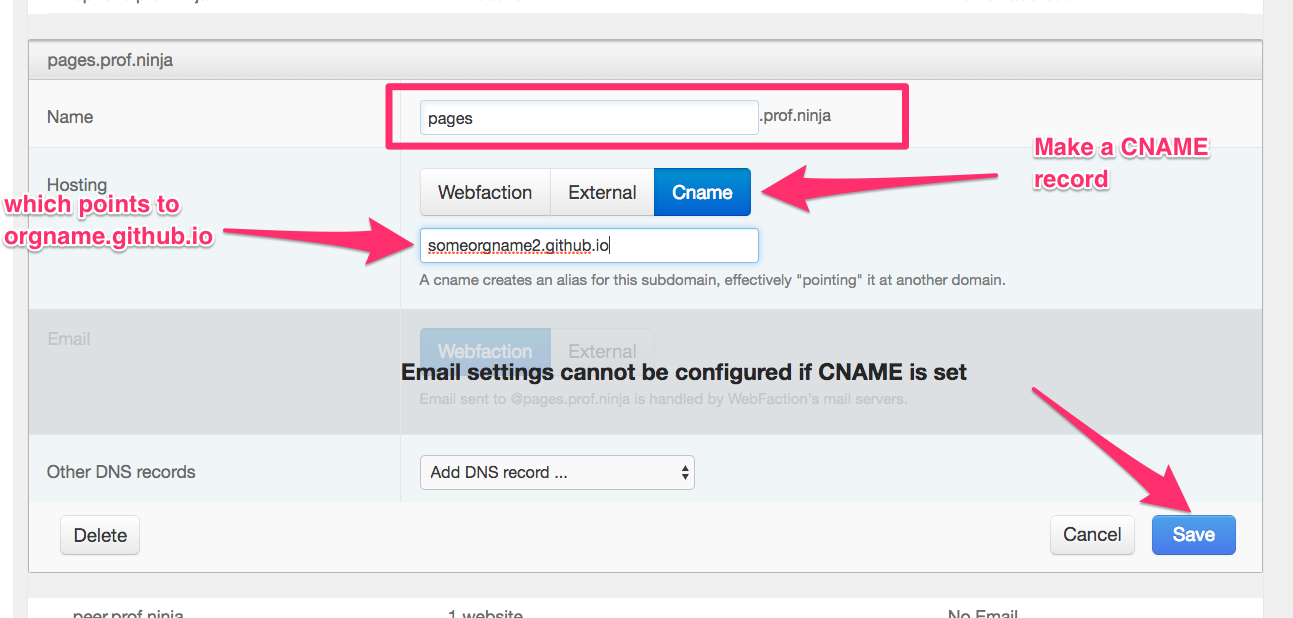 pages.prof.ninja
Name
pages
.prof.ninja
Make a CNAME
record
Hosting
Webfaction
External
Cname
which points to
orgname.github.io
someorgname2.github.io
A cname creates an alias for this subdomain, effectively "pointing" it at another domain.
Email
Webfaction
External
Email settings cannot be configured if CNAME is set
Email sent to @pages.prof.ninja is handled by WebFaction's mail servers.
Other DNS records
Add DNS record ...
Delete
Cancel
Save
peer.prof.ninja
1 website
No Email